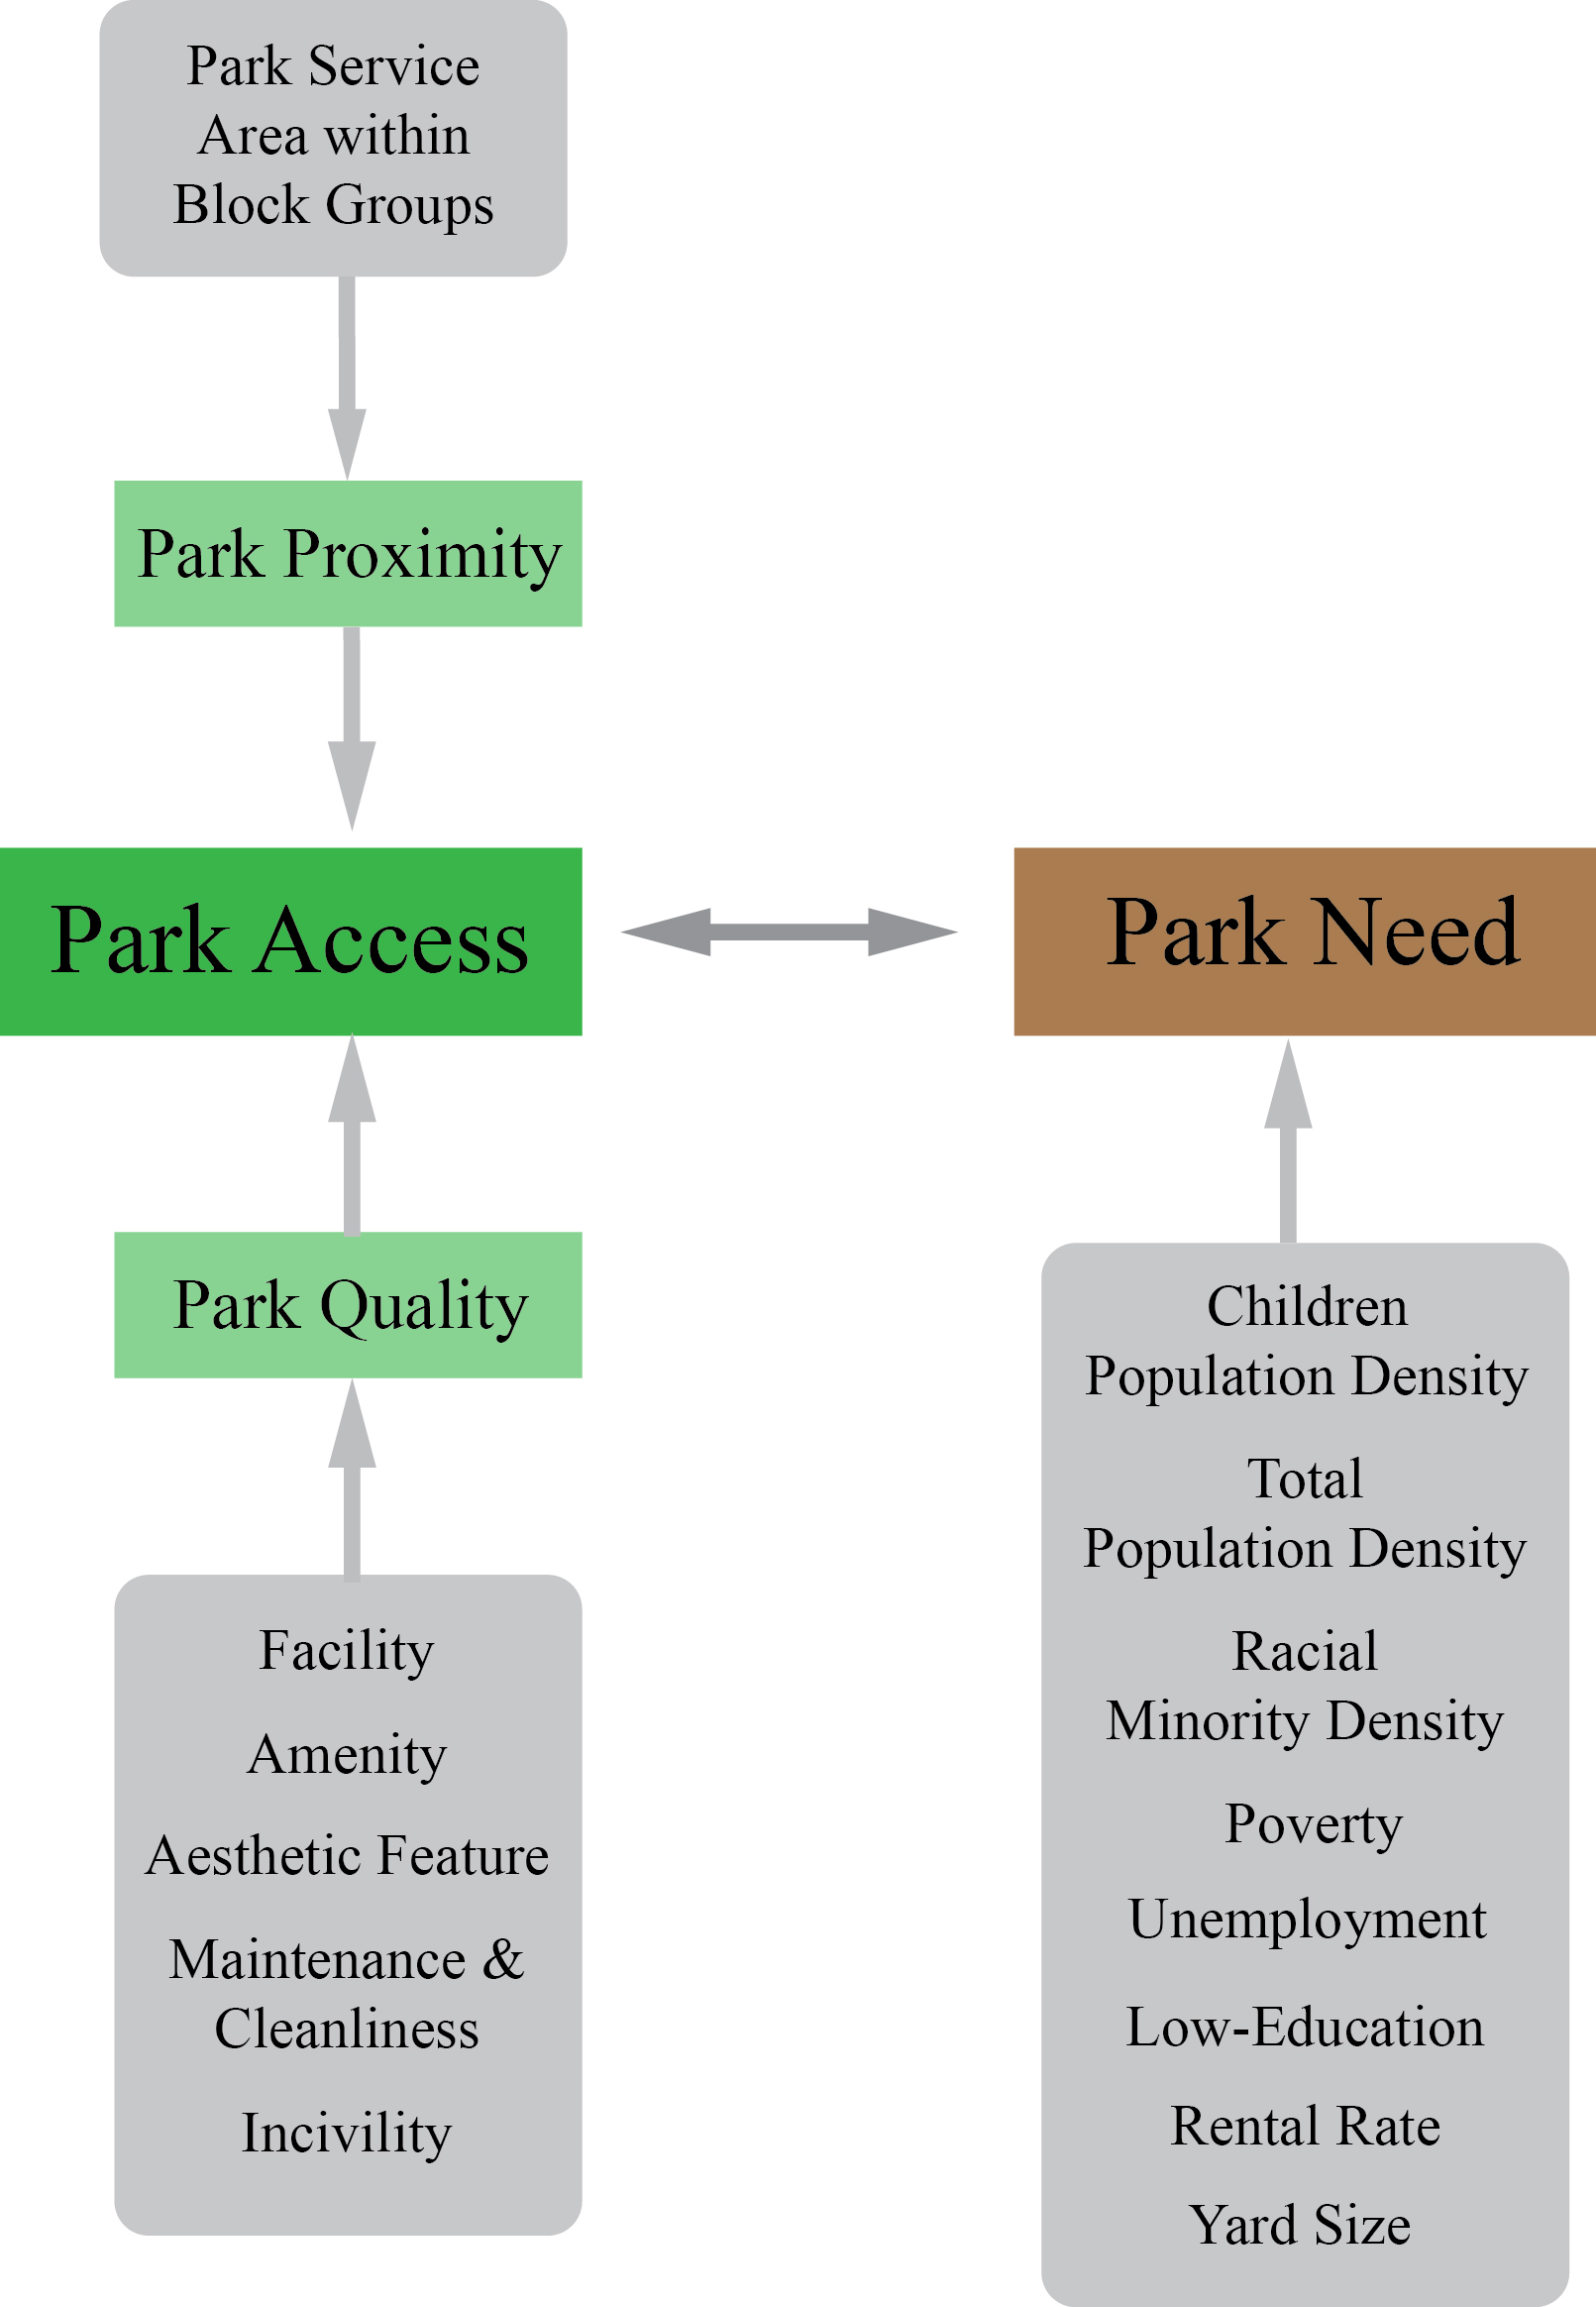 Park Service
Area within
Block Groups
Park Proximity
Park Access
Park Need
Park Quality
Facility
Amenity
Aesthetic Feature
Maintenance &
Cleanliness
Incivility
Children
Population Density
Total
Population Density
Racial
Minority Density
Poverty
Unemployment
Low-Education
Rental Rate
Yard Size